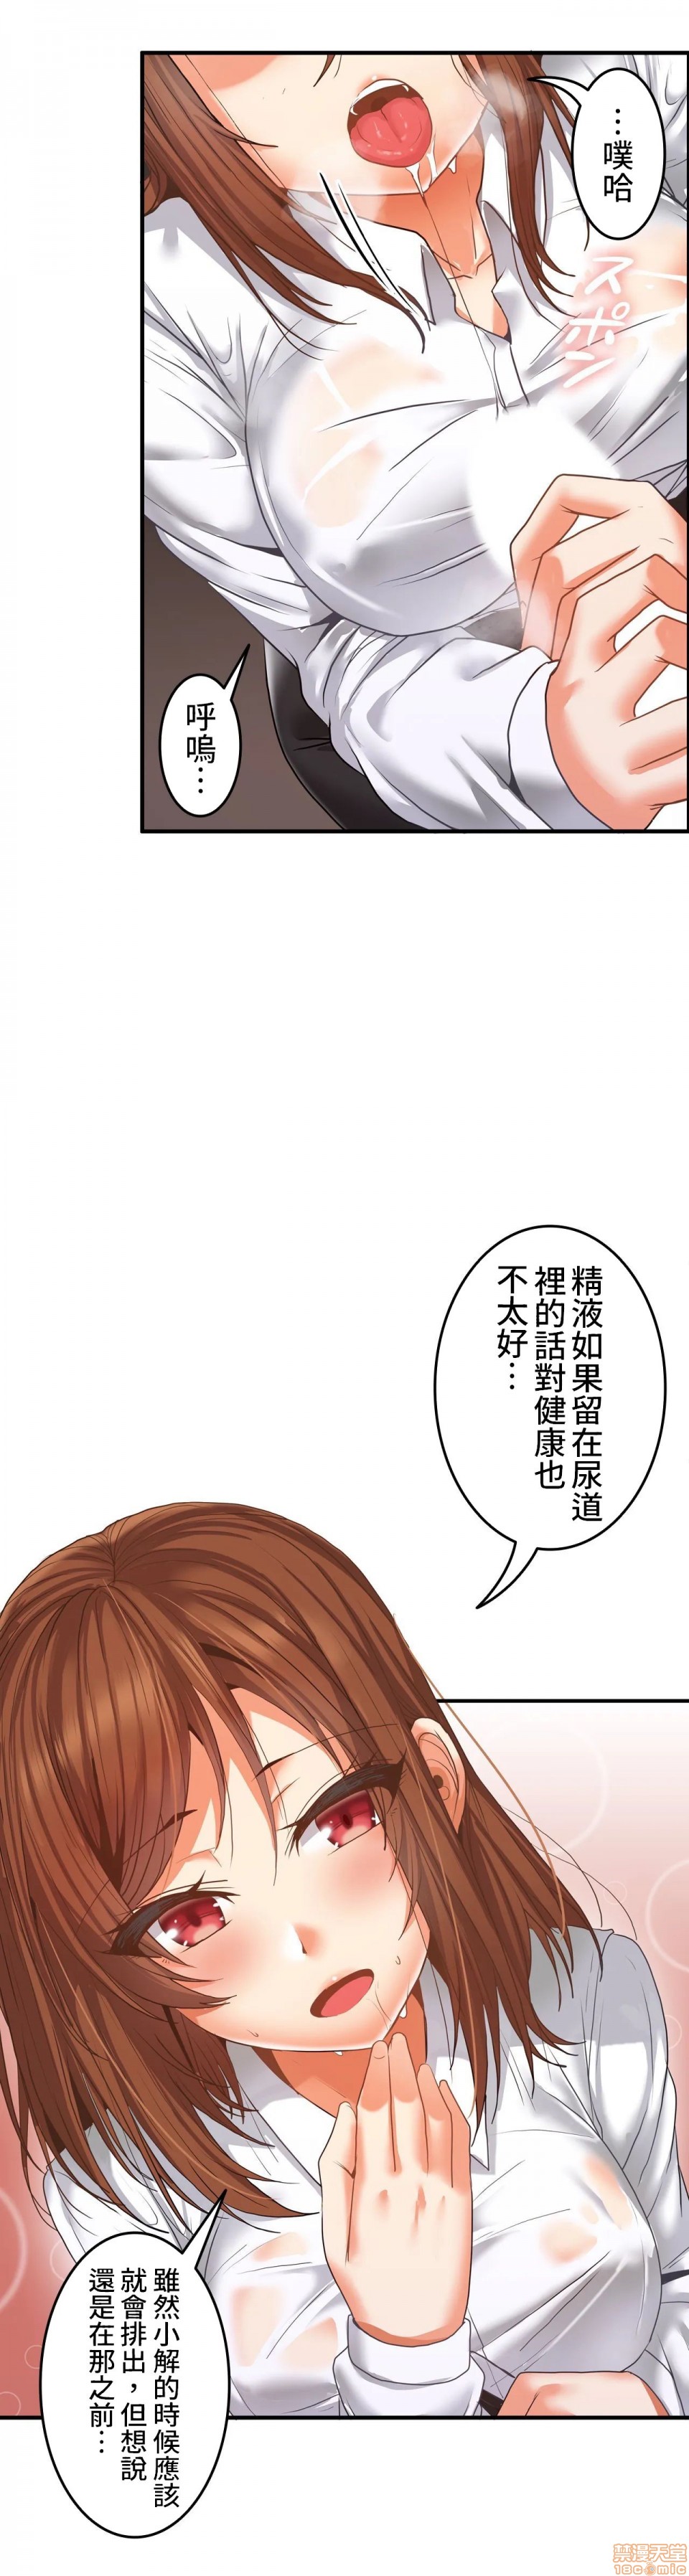 …噗哈
スポン
呼嗚…
精液如果留在尿道
裡的話對健康也
不太好…
雖然小解的時候應該
就會排出，但想說
還是在那之前…
禁漫天堂
18comic